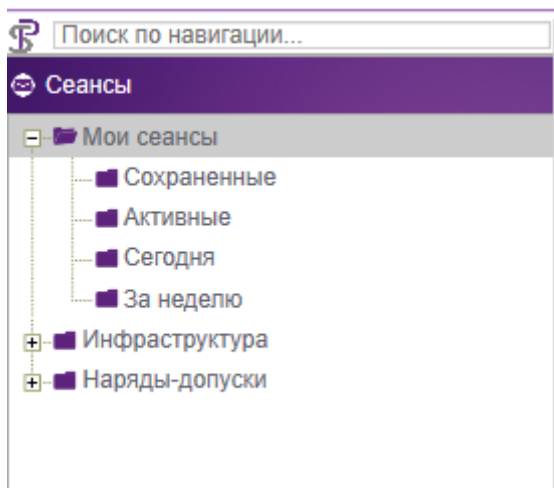 Поиск по навигации...
Сеансы
Мои сеансы
Сохраненные
Активные
Сегодня
За неделю
Инфраструктура
Наряды-допуски